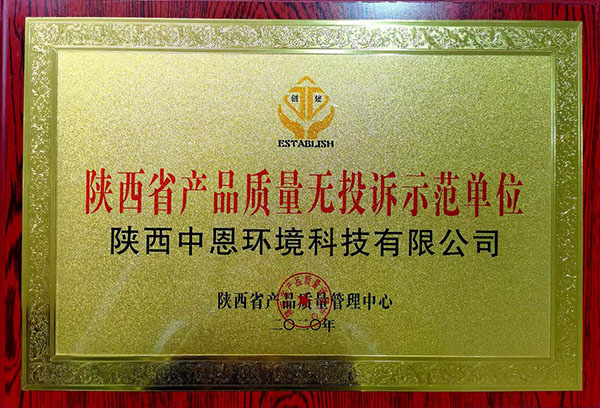 创建
ESTABLISH
陕西省产品质量无投诉示范单位
陕西中恩环境科技有限公司
陕西省产品质量管理中心
二〇二〇年